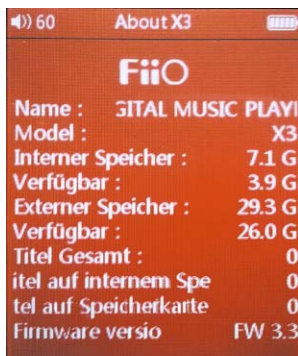 60 About X3
FiiO
Name : GITAL MUSIC PLAYI
Model : X3
Interner Speicher : 7.1 G
Verfügbar : 3.9 G
Externer Speicher : 29.3 G
Verfügbar : 26.0 G
Titel Gesamt : 0
itel auf internem Spe 0
tel auf Speicherkarte 0
Firmware versio FW 3.3